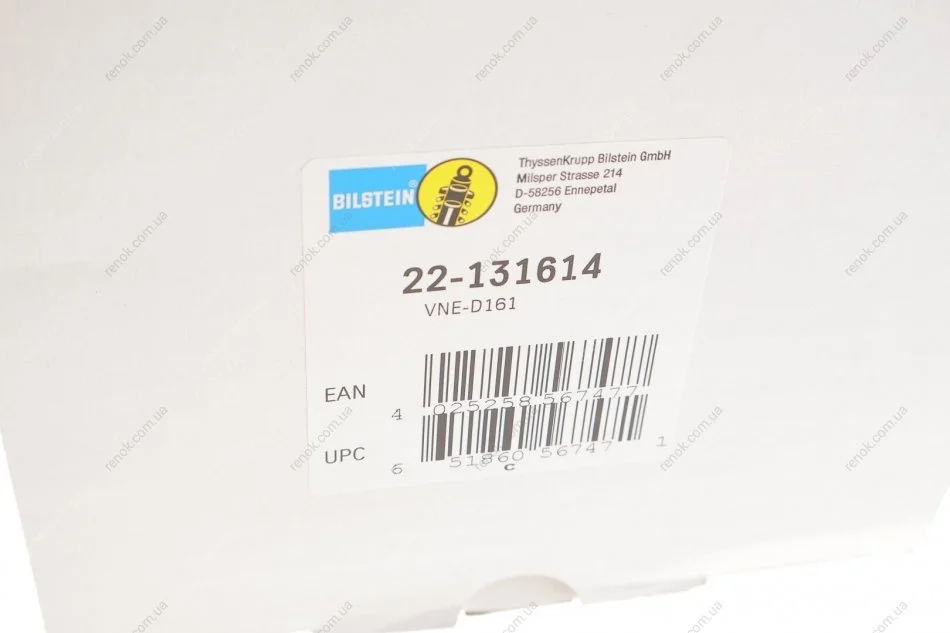 BILSTEIN®
ThyssenKrupp Bilstein GmbH
Milsper Strasse 214
D-58256 Ennepetal
Germany
22-131614
VNE-D161
EAN
4 025258 567477
UPC
6 51860 56747 1
c
renok.com.ua